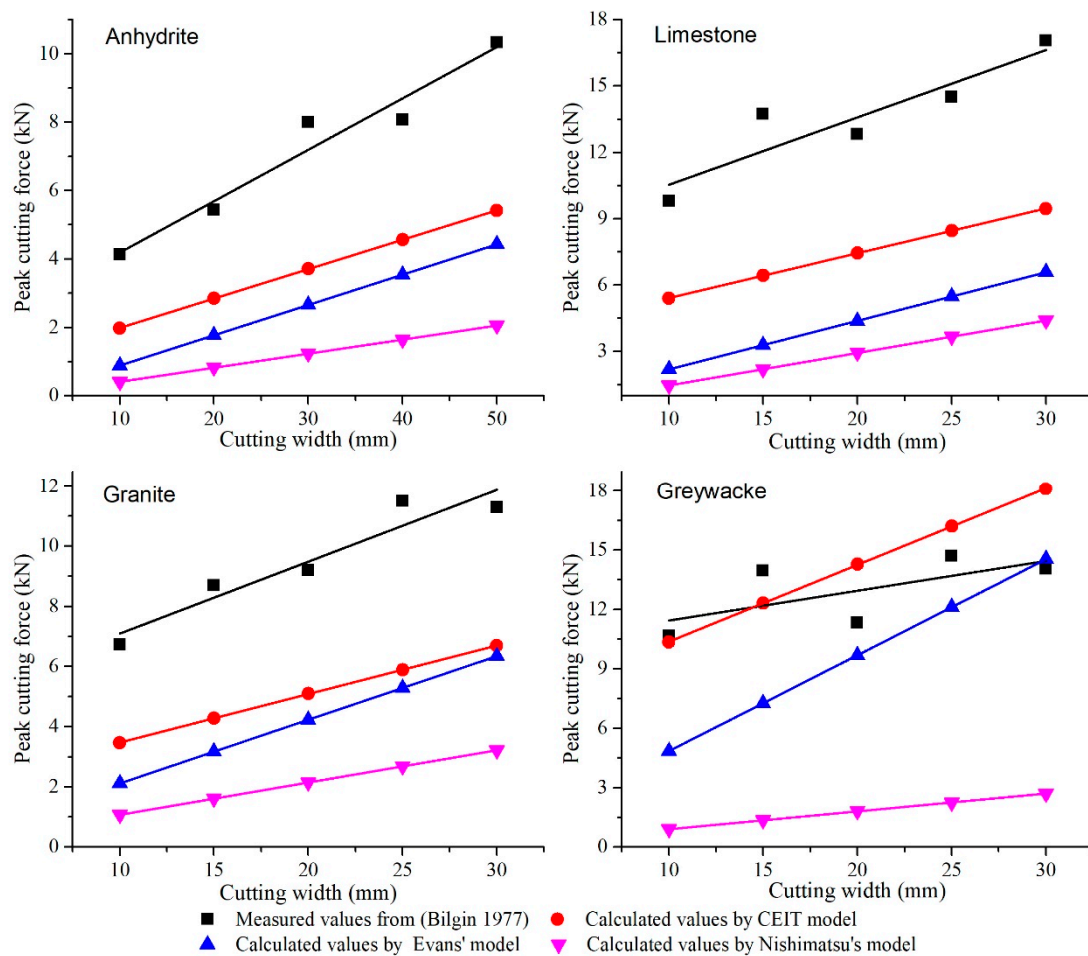 Anhydrite
Peak cutting force (kN)
10
8
6
4
2
0
10 20 30 40 50
Cutting width (mm)
Limestone
Peak cutting force (kN)
18
15
12
9
6
3
10 15 20 25 30
Cutting width (mm)
Granite
Peak cutting force (kN)
12
10
8
6
4
2
0
10 15 20 25 30
Cutting width (mm)
Greywacke
Peak cutting force (kN)
18
15
12
9
6
3
0
10 15 20 25 30
Cutting width (mm)
Measured values from (Bilgin 1977)
Calculated values by CEIT model
Calculated values by Evans' model
Calculated values by Nishimatsu's model